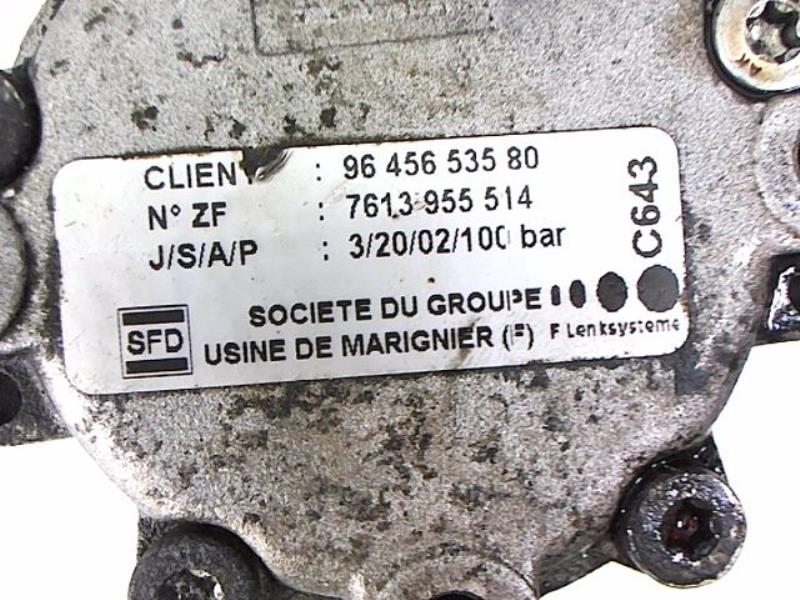 CLIENT : 96 456 535 80
N° ZF : 7613 955 514
J/S/A/P : 3/20/02/100 bar
C643
SFD
SOCIETE DU GROUPE
USINE DE MARIGNIER (F) F Lenksysteme